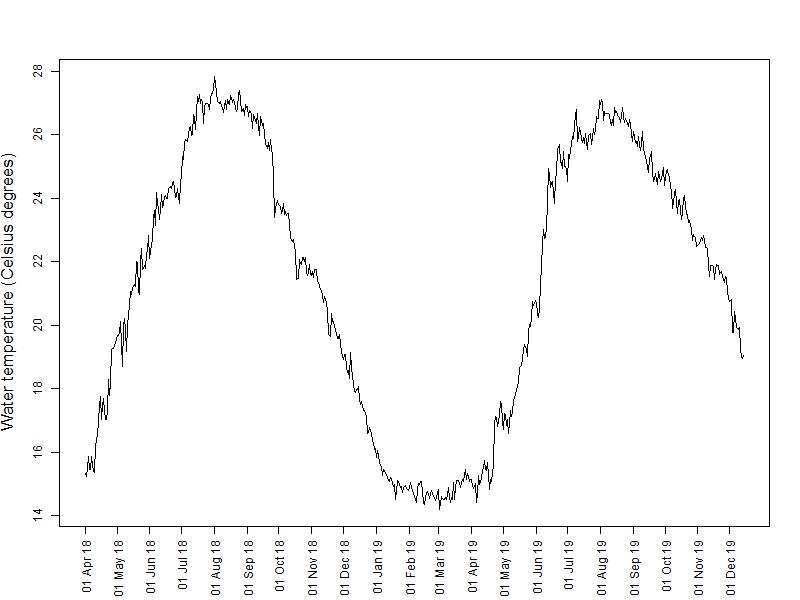 Water temperature (Celsius degrees)
28
26
24
22
20
18
16
14
01 Apr 18
01 May 18
01 Jun 18
01 Jul 18
01 Aug 18
01 Sep 18
01 Oct 18
01 Nov 18
01 Dec 18
01 Jan 19
01 Feb 19
01 Mar 19
01 Apr 19
01 May 19
01 Jun 19
01 Jul 19
01 Aug 19
01 Sep 19
01 Oct 19
01 Nov 19
01 Dec 19